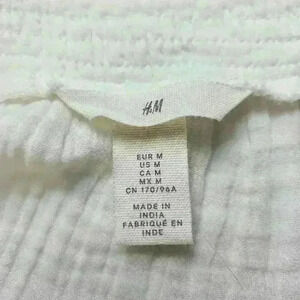 H&M
EUR M
US M
CA M
MX M
CN 170/96A
MADE IN
INDIA
FABRIQUÉ EN
INDE